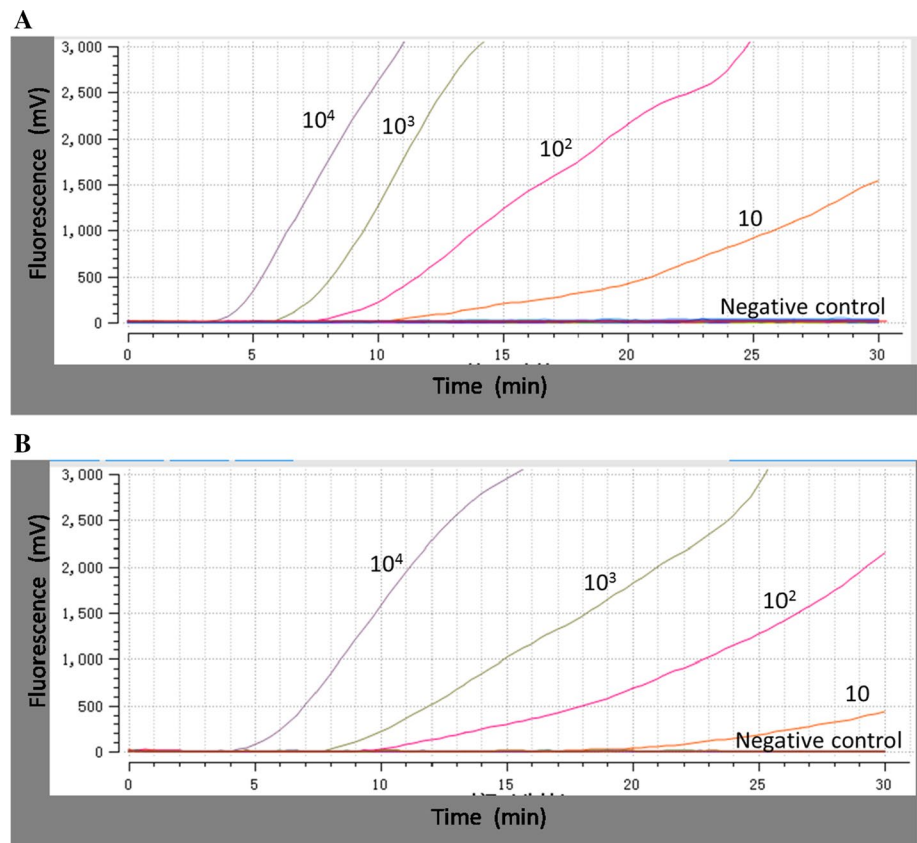 A
3,000
2,500
2,000
1,500
1,000
500
0
Fluorescence (mV)
10⁴
10³
10²
10
Negative control
0 5 10 15 20 25 30
Time (min)
B
3,000
2,500
2,000
1,500
1,000
500
0
Fluorescence (mV)
10⁴
10³
10²
10
Negative control
0 5 10 15 20 25 30
Time (min)